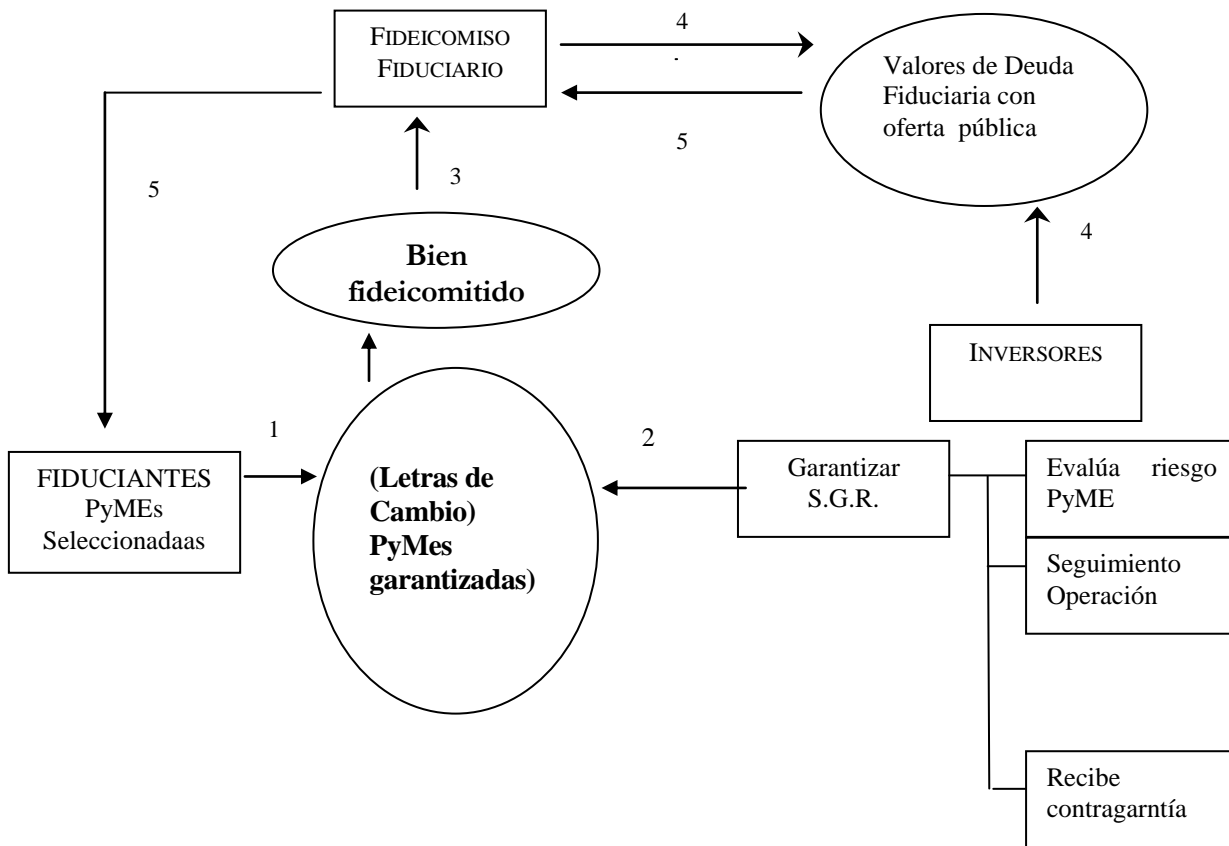 FIDEICOMISO
FIDUCIARIO
4
.
Valores de Deuda
Fiduciaria con
oferta pública
5
5
3
4
Bien
fideicomitido
INVERSORES
1
2
FIDUCIANTES
PyMEs
Seleccionadaas
(Letras de
Cambio)
PyMes
garantizadas)
Garantizar
S.G.R.
Evalúa riesgo
PyME
Seguimiento
Operación
Recibe
contragarntía